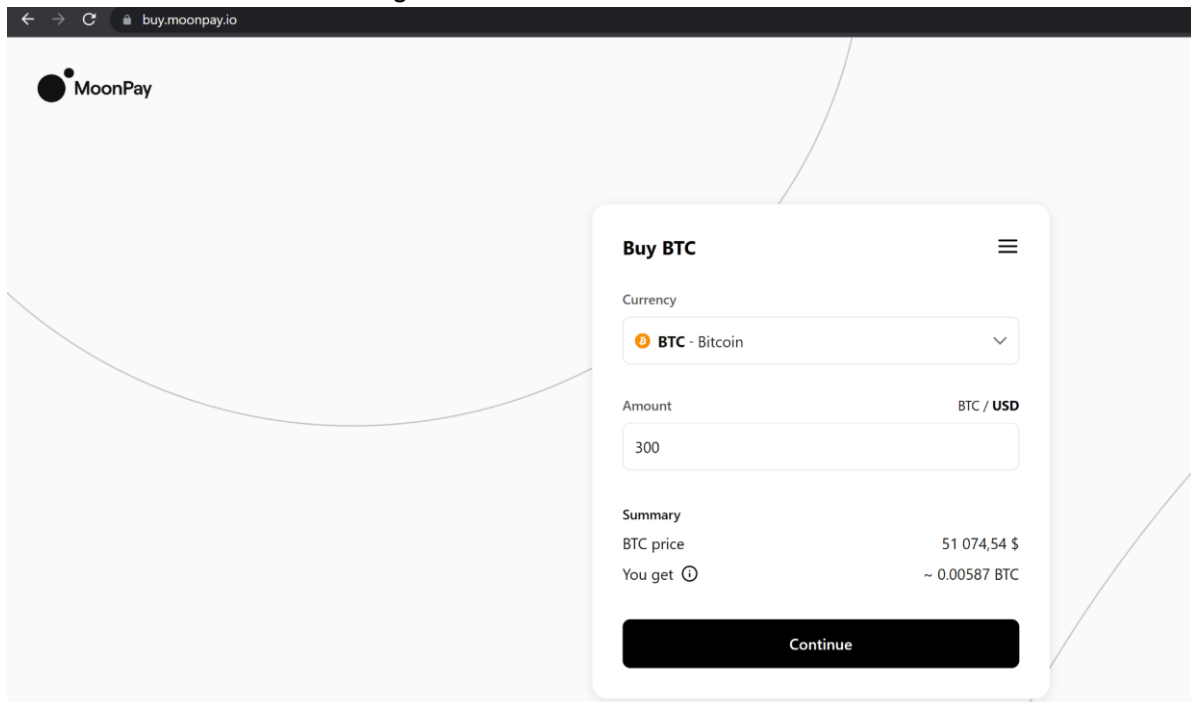 buy.moonpay.io
MoonPay
Buy BTC
Currency
BTC - Bitcoin
Amount BTC / USD
300
Summary
BTC price 51 074,54 $
You get ~ 0.00587 BTC
Continue